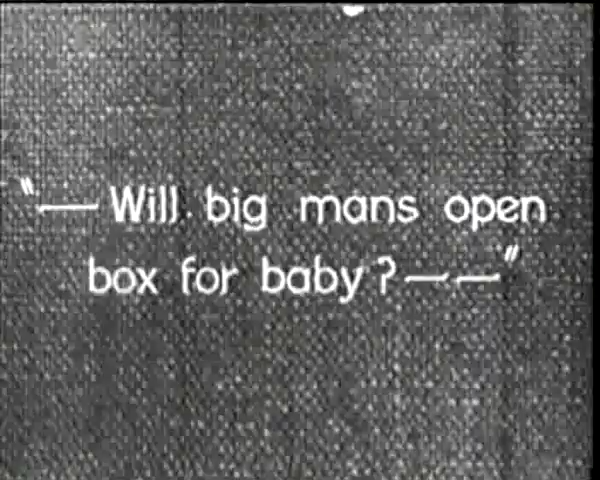 "— Will big mans open
box for baby? — —"